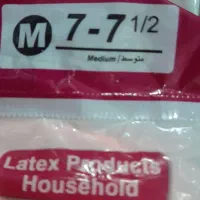 M 7-7 1/2
Medium/متوسط
Latex Products
Household